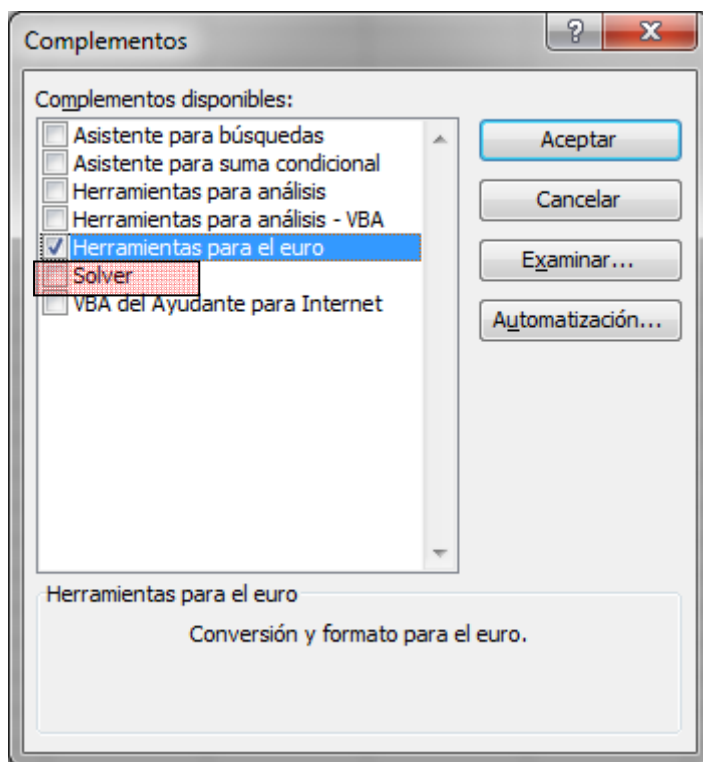 Complementos
Complementos disponibles:
Asistente para búsquedas
Asistente para suma condicional
Herramientas para análisis
Herramientas para análisis - VBA
Herramientas para el euro
Solver
VBA del Ayudante para Internet
Aceptar
Cancelar
Examinar...
Automatización...
Herramientas para el euro
Conversión y formato para el euro.